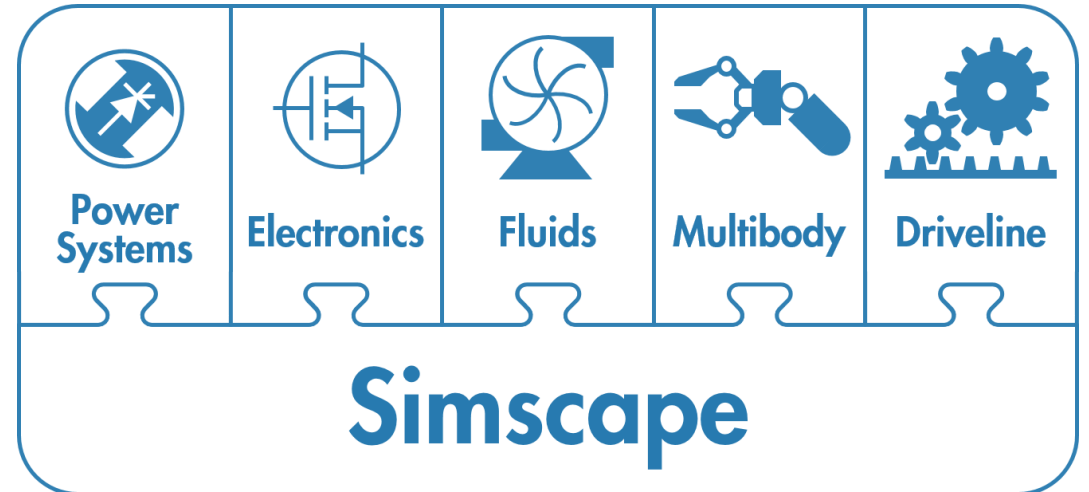 Power
Systems
Electronics
Fluids
Multibody
Driveline
Simscape